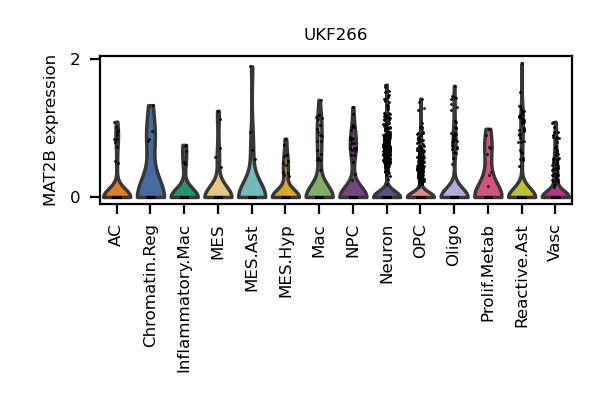 UKF266
MAT2B expression
2
0
AC
Chromatin.Reg
Inflammatory.Mac
MES
MES.Ast
MES.Hyp
Mac
NPC
Neuron
OPC
Oligo
Prolif.Metab
Reactive.Ast
Vasc